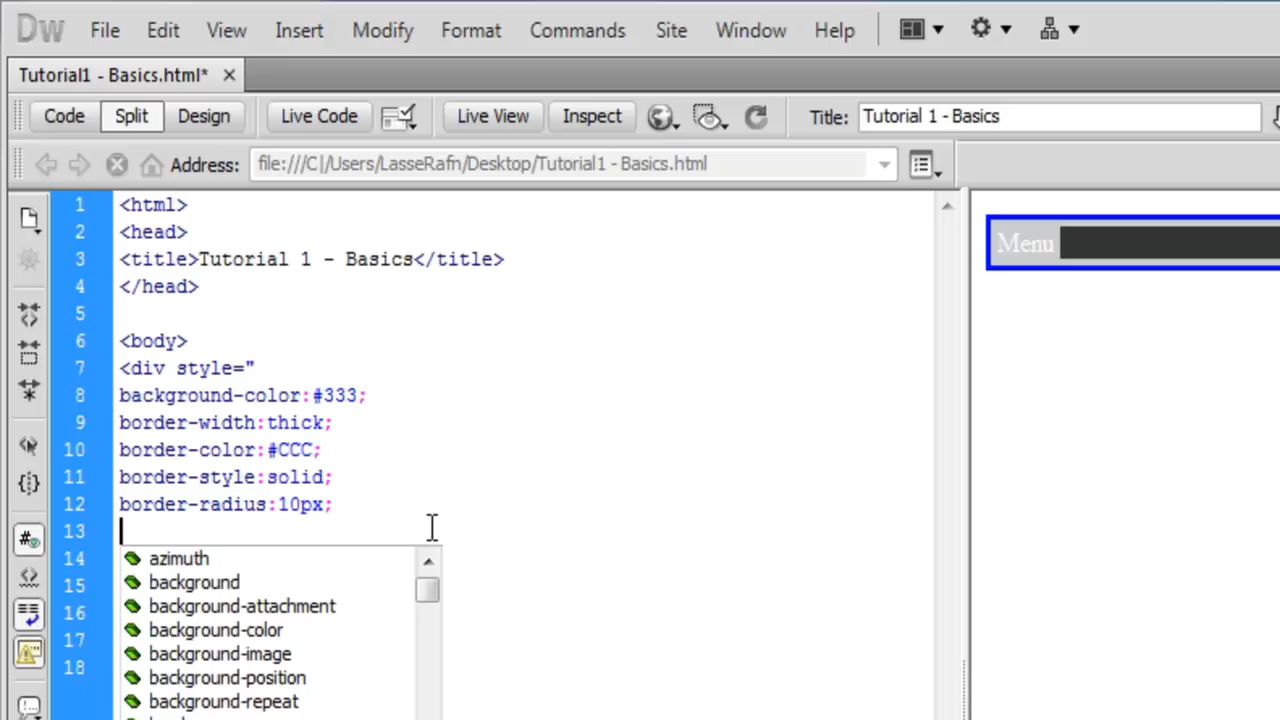 Dw File Edit View Insert Modify Format Commands Site Window Help
Tutorial1 - Basics.html*
Code Split Design Live Code Live View Inspect Title: Tutorial 1 - Basics
Address: file:///C|/Users/LasseRafn/Desktop/Tutorial1 - Basics.html
1 <html>
2 <head>
3 <title>Tutorial 1 - Basics</title>
4 </head>
5
6 <body>
7 <div style="
8 background-color:#333;
9 border-width:thick;
10 border-color:#CCC;
11 border-style:solid;
12 border-radius:10px;
13
14
15
16
17
18
azimuth
background
background-attachment
background-color
background-image
background-position
background-repeat
Menu